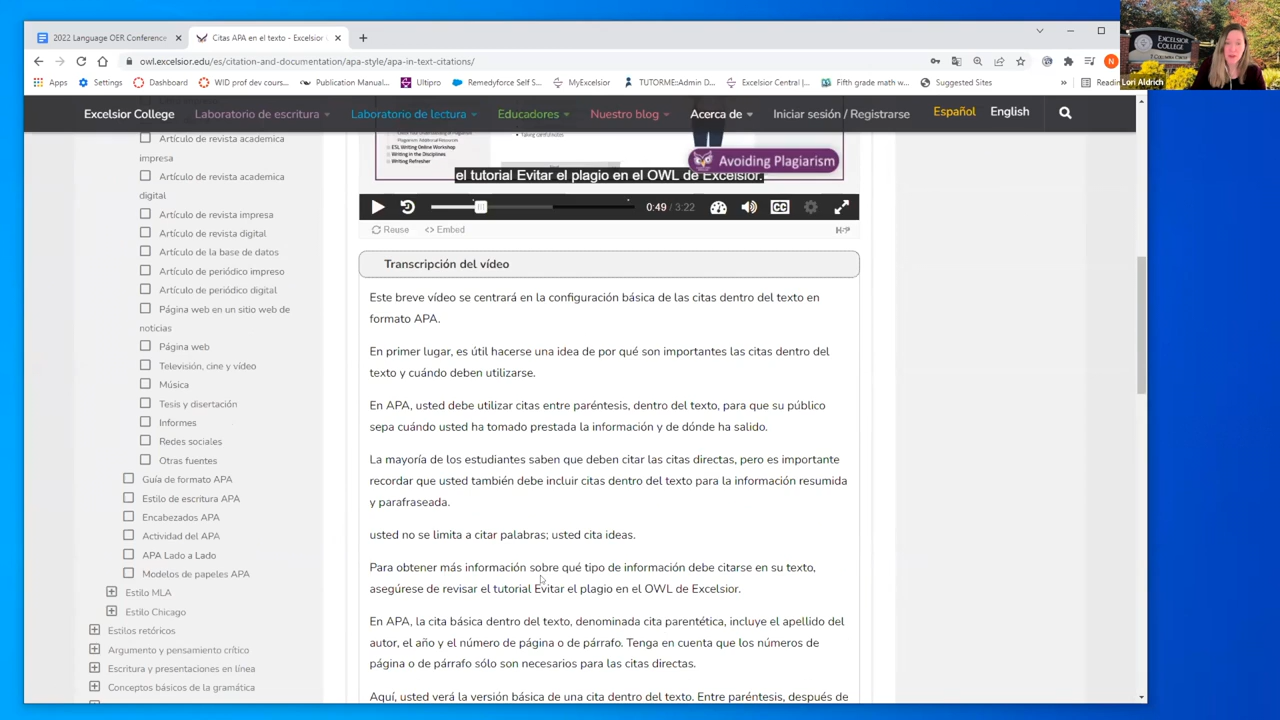 2022 Language OER Conference
Citas APA en el texto - Excelsior
owl.excelsior.edu/es/citation-and-documentation/apa-style/apa-in-text-citations/
Apps
Settings
Dashboard
WID prof dev cours...
Publication Manual...
Ultipro
Remedyforce Self S...
MyExcelsior
TUTORME:Admin D...
Excelsior Central |...
Fifth grade math w...
Suggested Sites
EXCELSIOR
COLLEGE
Lori Aldrich
Excelsior College
Laboratorio de escritura
Laboratorio de lectura
Educadores
Nuestro blog
Acerca de
Iniciar sesión / Registrarse
Español
English
Artículo de revista academica
impresa
Artículo de revista academica
digital
Artículo de revista impresa
Artículo de revista digital
Artículo de la base de datos
Artículo de periódico impreso
Artículo de periódico digital
Página web en un sitio web de
noticias
Página web
Televisión, cine y vídeo
Música
Tesis y disertación
Informes
Redes sociales
Otras fuentes
Guía de formato APA
Estilo de escritura APA
Encabezados APA
Actividad del APA
APA Lado a Lado
Modelos de papeles APA
Estilo MLA
Estilo Chicago
Estilos retóricos
Argumento y pensamiento crítico
Escritura y presentaciones en línea
Conceptos básicos de la gramática
ESL Writing Online Workshop
Writing in the Disciplines
Writing Refresher
Taking careful notes
Avoiding Plagiarism
el tutorial Evitar el plagio en el OWL de Excelsior.
0:49 / 3:22
CC
Reuse
Embed
H-P
Transcripción del vídeo
Este breve vídeo se centrará en la configuración básica de las citas dentro del texto en
formato APA.
En primer lugar, es útil hacerse una idea de por qué son importantes las citas dentro del
texto y cuándo deben utilizarse.
En APA, usted debe utilizar citas entre paréntesis, dentro del texto, para que su público
sepa cuándo usted ha tomado prestada la información y de dónde ha salido.
La mayoría de los estudiantes saben que deben citar las citas directas, pero es importante
recordar que usted también debe incluir citas dentro del texto para la información resumida
y parafraseada.
usted no se limita a citar palabras; usted cita ideas.
Para obtener más información sobre qué tipo de información debe citarse en su texto,
asegúrese de revisar el tutorial Evitar el plagio en el OWL de Excelsior.
En APA, la cita básica dentro del texto, denominada cita parentética, incluye el apellido del
autor, el año y el número de página o de párrafo. Tenga en cuenta que los números de
página o de párrafo sólo son necesarios para las citas directas.
Aquí, usted verá la versión básica de una cita dentro del texto. Entre paréntesis, después de